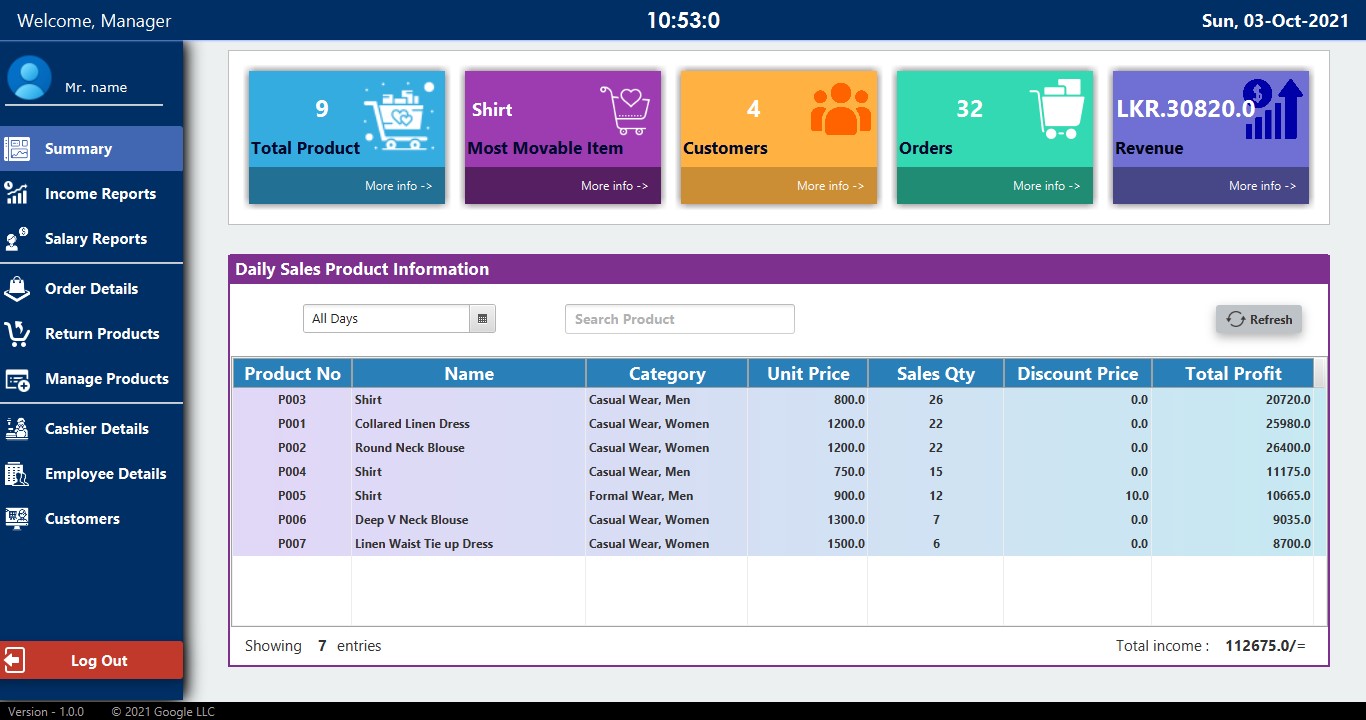 Welcome, Manager
10:53:0
Sun, 03-Oct-2021
Mr. name
Summary
Income Reports
Salary Reports
Order Details
Return Products
Manage Products
Cashier Details
Employee Details
Customers
Log Out
9
Total Product
More info ->
Shirt
Most Movable Item
More info ->
4
Customers
More info ->
32
Orders
More info ->
LKR.30820.0
Revenue
More info ->
Daily Sales Product Information
All Days
Search Product
Refresh
Product No Name Category Unit Price Sales Qty Discount Price Total Profit
P003 Shirt Casual Wear, Men 800.0 26 0.0 20720.0
P001 Collared Linen Dress Casual Wear, Women 1200.0 22 0.0 25980.0
P002 Round Neck Blouse Casual Wear, Women 1200.0 22 0.0 26400.0
P004 Shirt Casual Wear, Men 750.0 15 0.0 11175.0
P005 Shirt Formal Wear, Men 900.0 12 10.0 10665.0
P006 Deep V Neck Blouse Casual Wear, Women 1300.0 7 0.0 9035.0
P007 Linen Waist Tie up Dress Casual Wear, Women 1500.0 6 0.0 8700.0
Showing 7 entries
Total income : 112675.0/=
Version - 1.0.0
© 2021 Google LLC